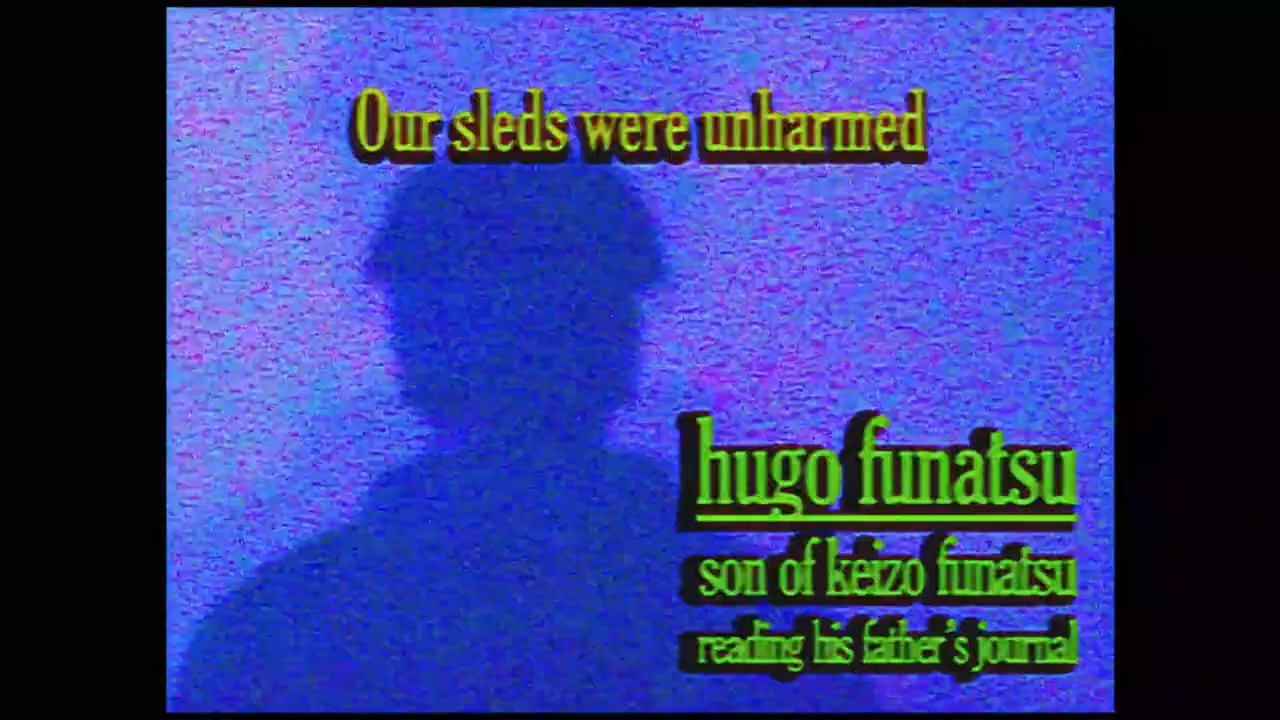 Our sleds were unharmed
hugo funatsu
son of keizo funatsu
reading his father's journal